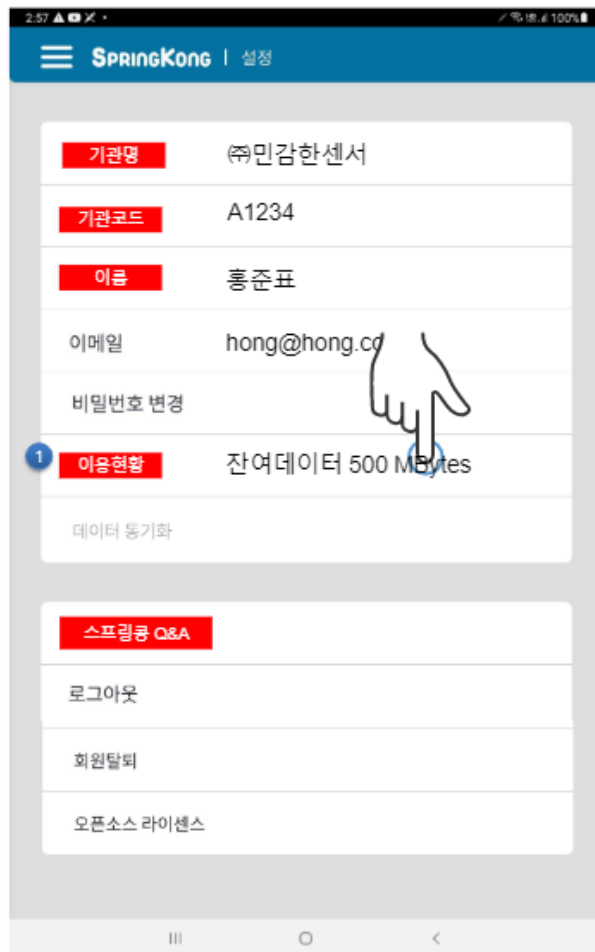 2:57
100%
SPRINGKONG | 설정
기관명 ㈜민감한센서
기관코드 A1234
이름 홍준표
이메일 hong@hong.co
비밀번호 변경
1 이용현황 잔여데이터 500 MBytes
데이터 동기화
스프링콩 Q&A
로그아웃
회원탈퇴
오픈소스 라이센스